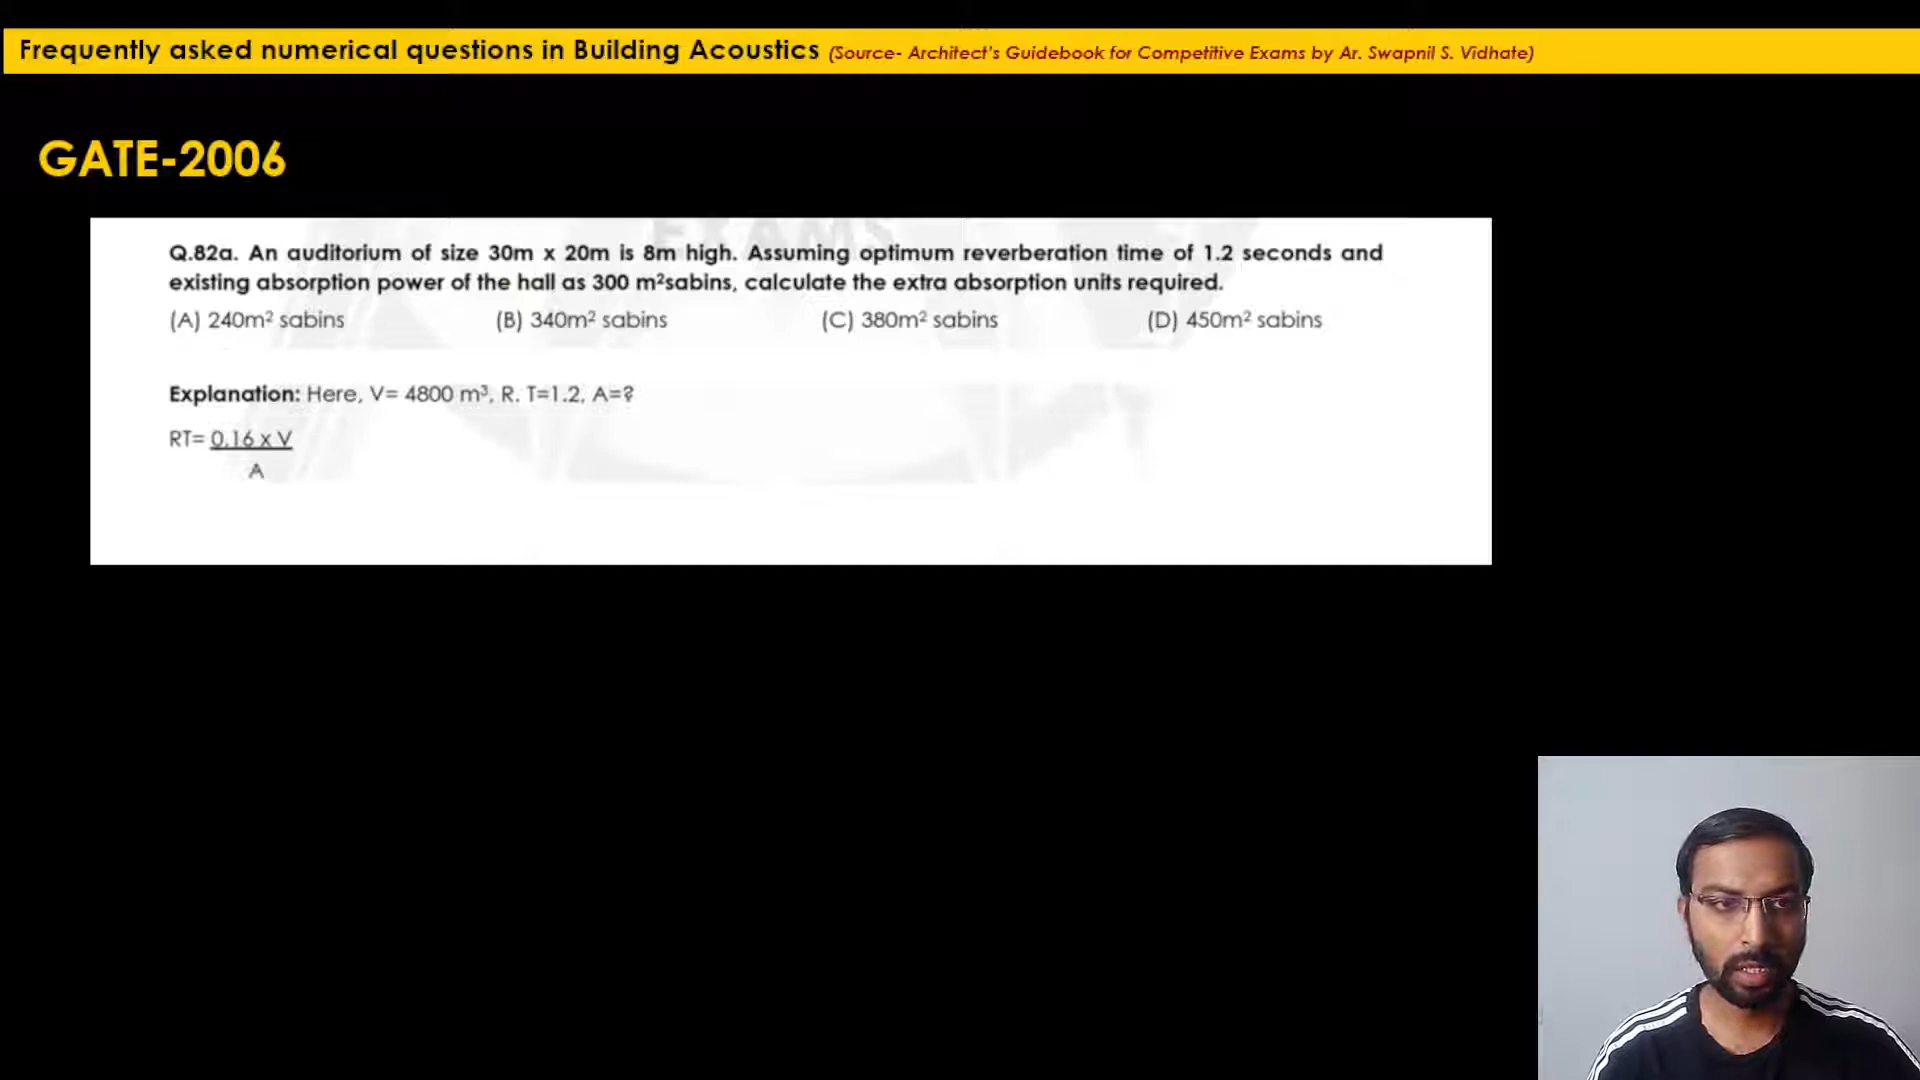 Frequently asked numerical questions in Building Acoustics (Source- Architect's Guidebook for Competitive Exams by Ar. Swapnil S. Vidhate)
GATE-2006
EXAMS
Q.82a. An auditorium of size 30m x 20m is 8m high. Assuming optimum reverberation time of 1.2 seconds and
existing absorption power of the hall as 300 m²sabins, calculate the extra absorption units required.
(A) 240m² sabins (B) 340m² sabins (C) 380m² sabins (D) 450m² sabins
Explanation: Here, V= 4800 m³, R. T=1.2, A=?
RT= 0.16 x V
A